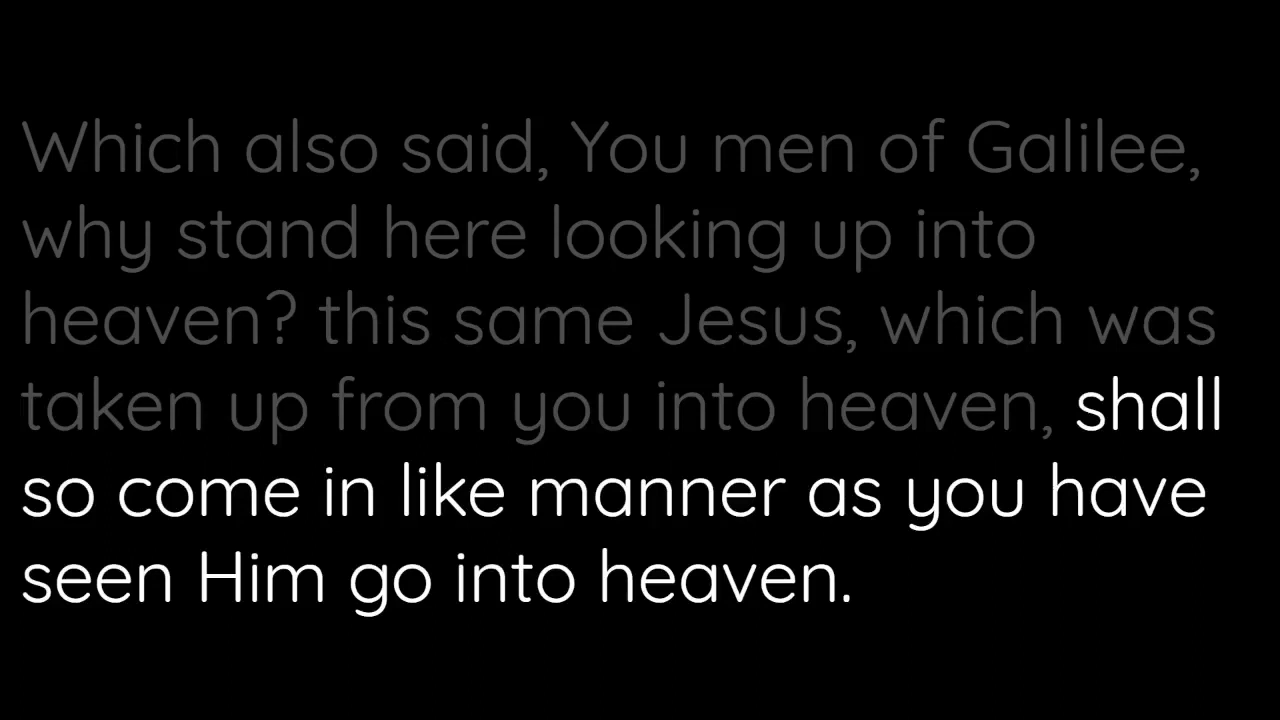 Which also said, You men of Galilee,
why stand here looking up into
heaven? this same Jesus, which was
taken up from you into heaven, shall
so come in like manner as you have
seen Him go into heaven.